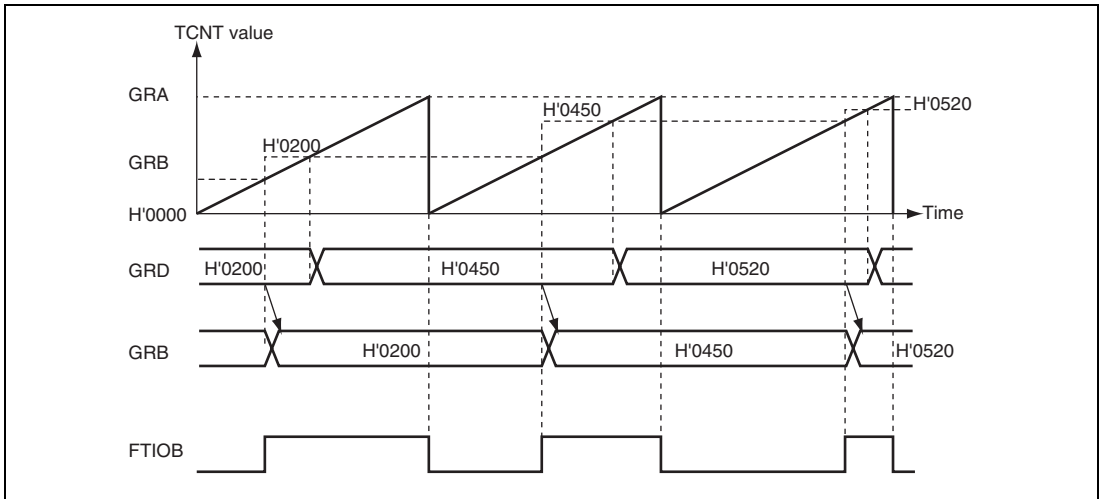 TCNT value
GRA
H'0450
H'0520
H'0200
GRB
H'0000
Time
GRD
H'0200
H'0450
H'0520
GRB
H'0200
H'0450
H'0520
FTIOB